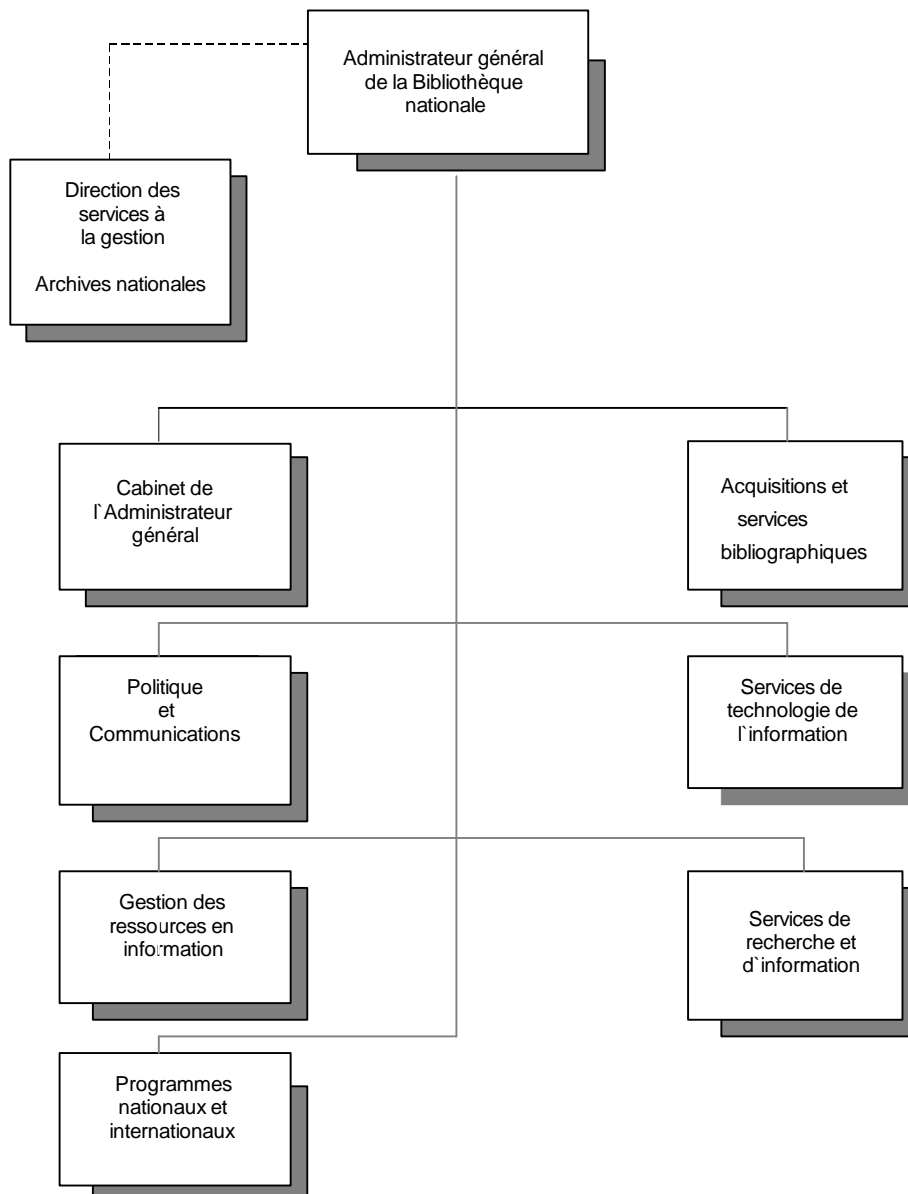 Administrateur général
de la Bibliothèque
nationale
Direction des
services à
la gestion
Archives nationales
Cabinet de
l`Administrateur
général
Acquisitions et
services
bibliographiques
Politique
et
Communications
Services de
technologie de
l`information
Gestion des
ressources en
information
Services de
recherche et
d`information
Programmes
nationaux et
internationaux